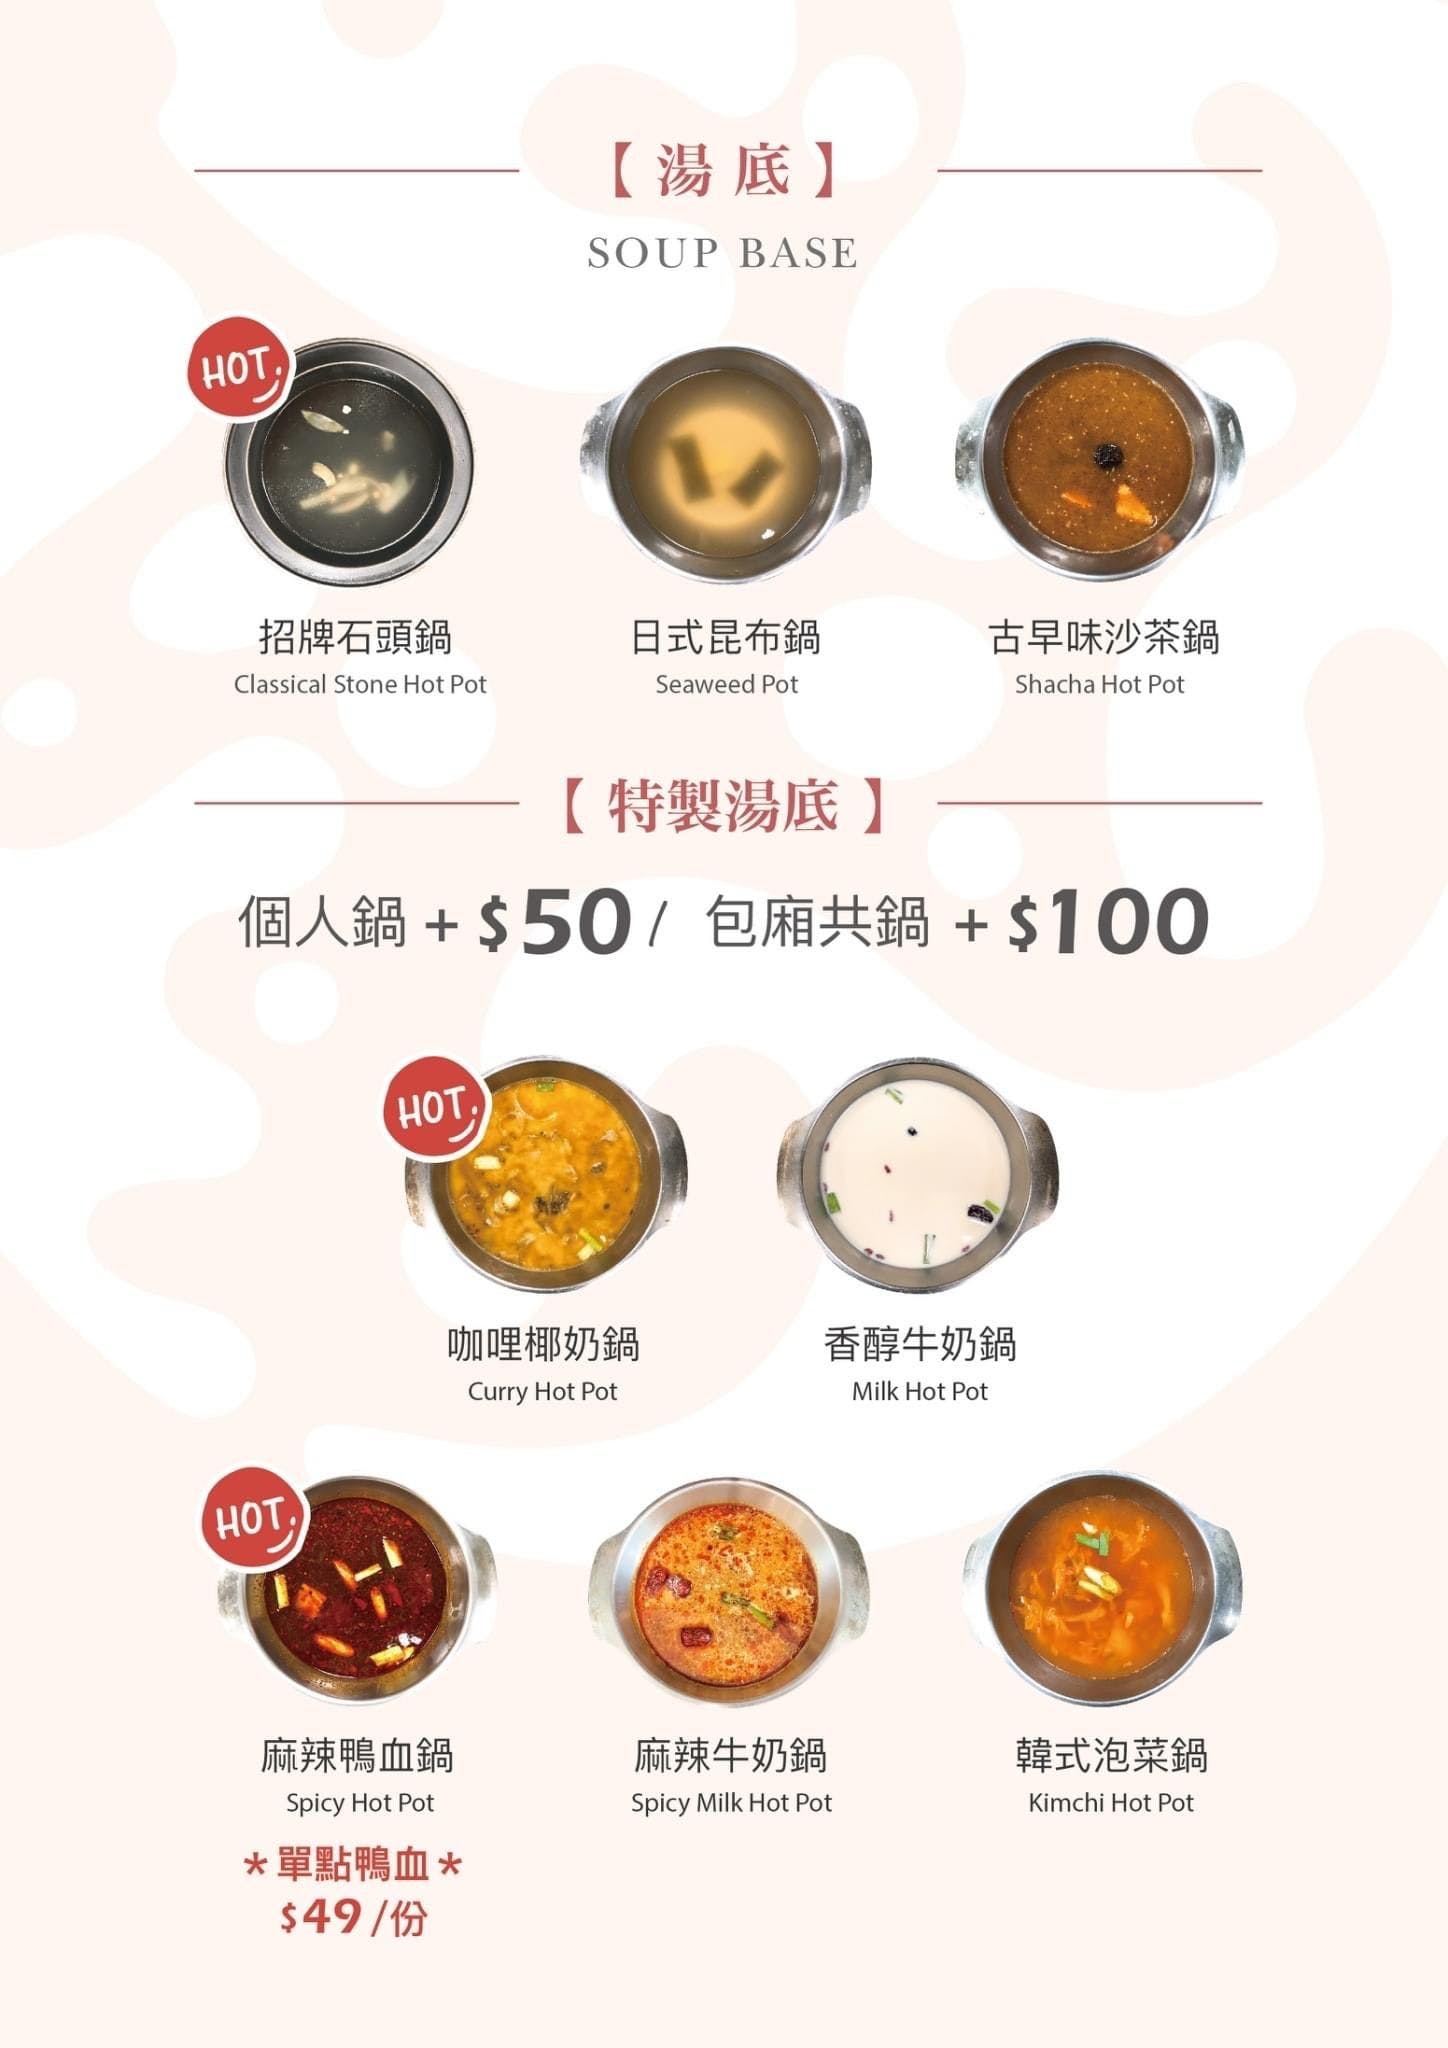 【 湯 底 】
SOUP BASE
HOT.
招牌石頭鍋
Classical Stone Hot Pot
日式昆布鍋
Seaweed Pot
古早味沙茶鍋
Shacha Hot Pot
【 特製湯底 】
個人鍋 + $50 / 包廂共鍋 + $100
HOT.
咖哩椰奶鍋
Curry Hot Pot
香醇牛奶鍋
Milk Hot Pot
HOT.
麻辣鴨血鍋
Spicy Hot Pot
＊單點鴨血＊
$49 /份
麻辣牛奶鍋
Spicy Milk Hot Pot
韓式泡菜鍋
Kimchi Hot Pot